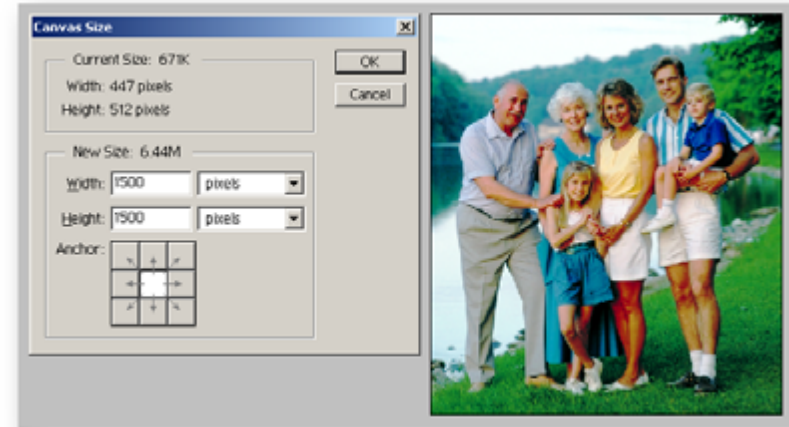 Canvas Size
Current Size: 671K
Width: 447 pixels
Height: 512 pixels
OK
Cancel
New Size: 6.44M
Width: 1500 pixels
Height: 1500 pixels
Anchor: